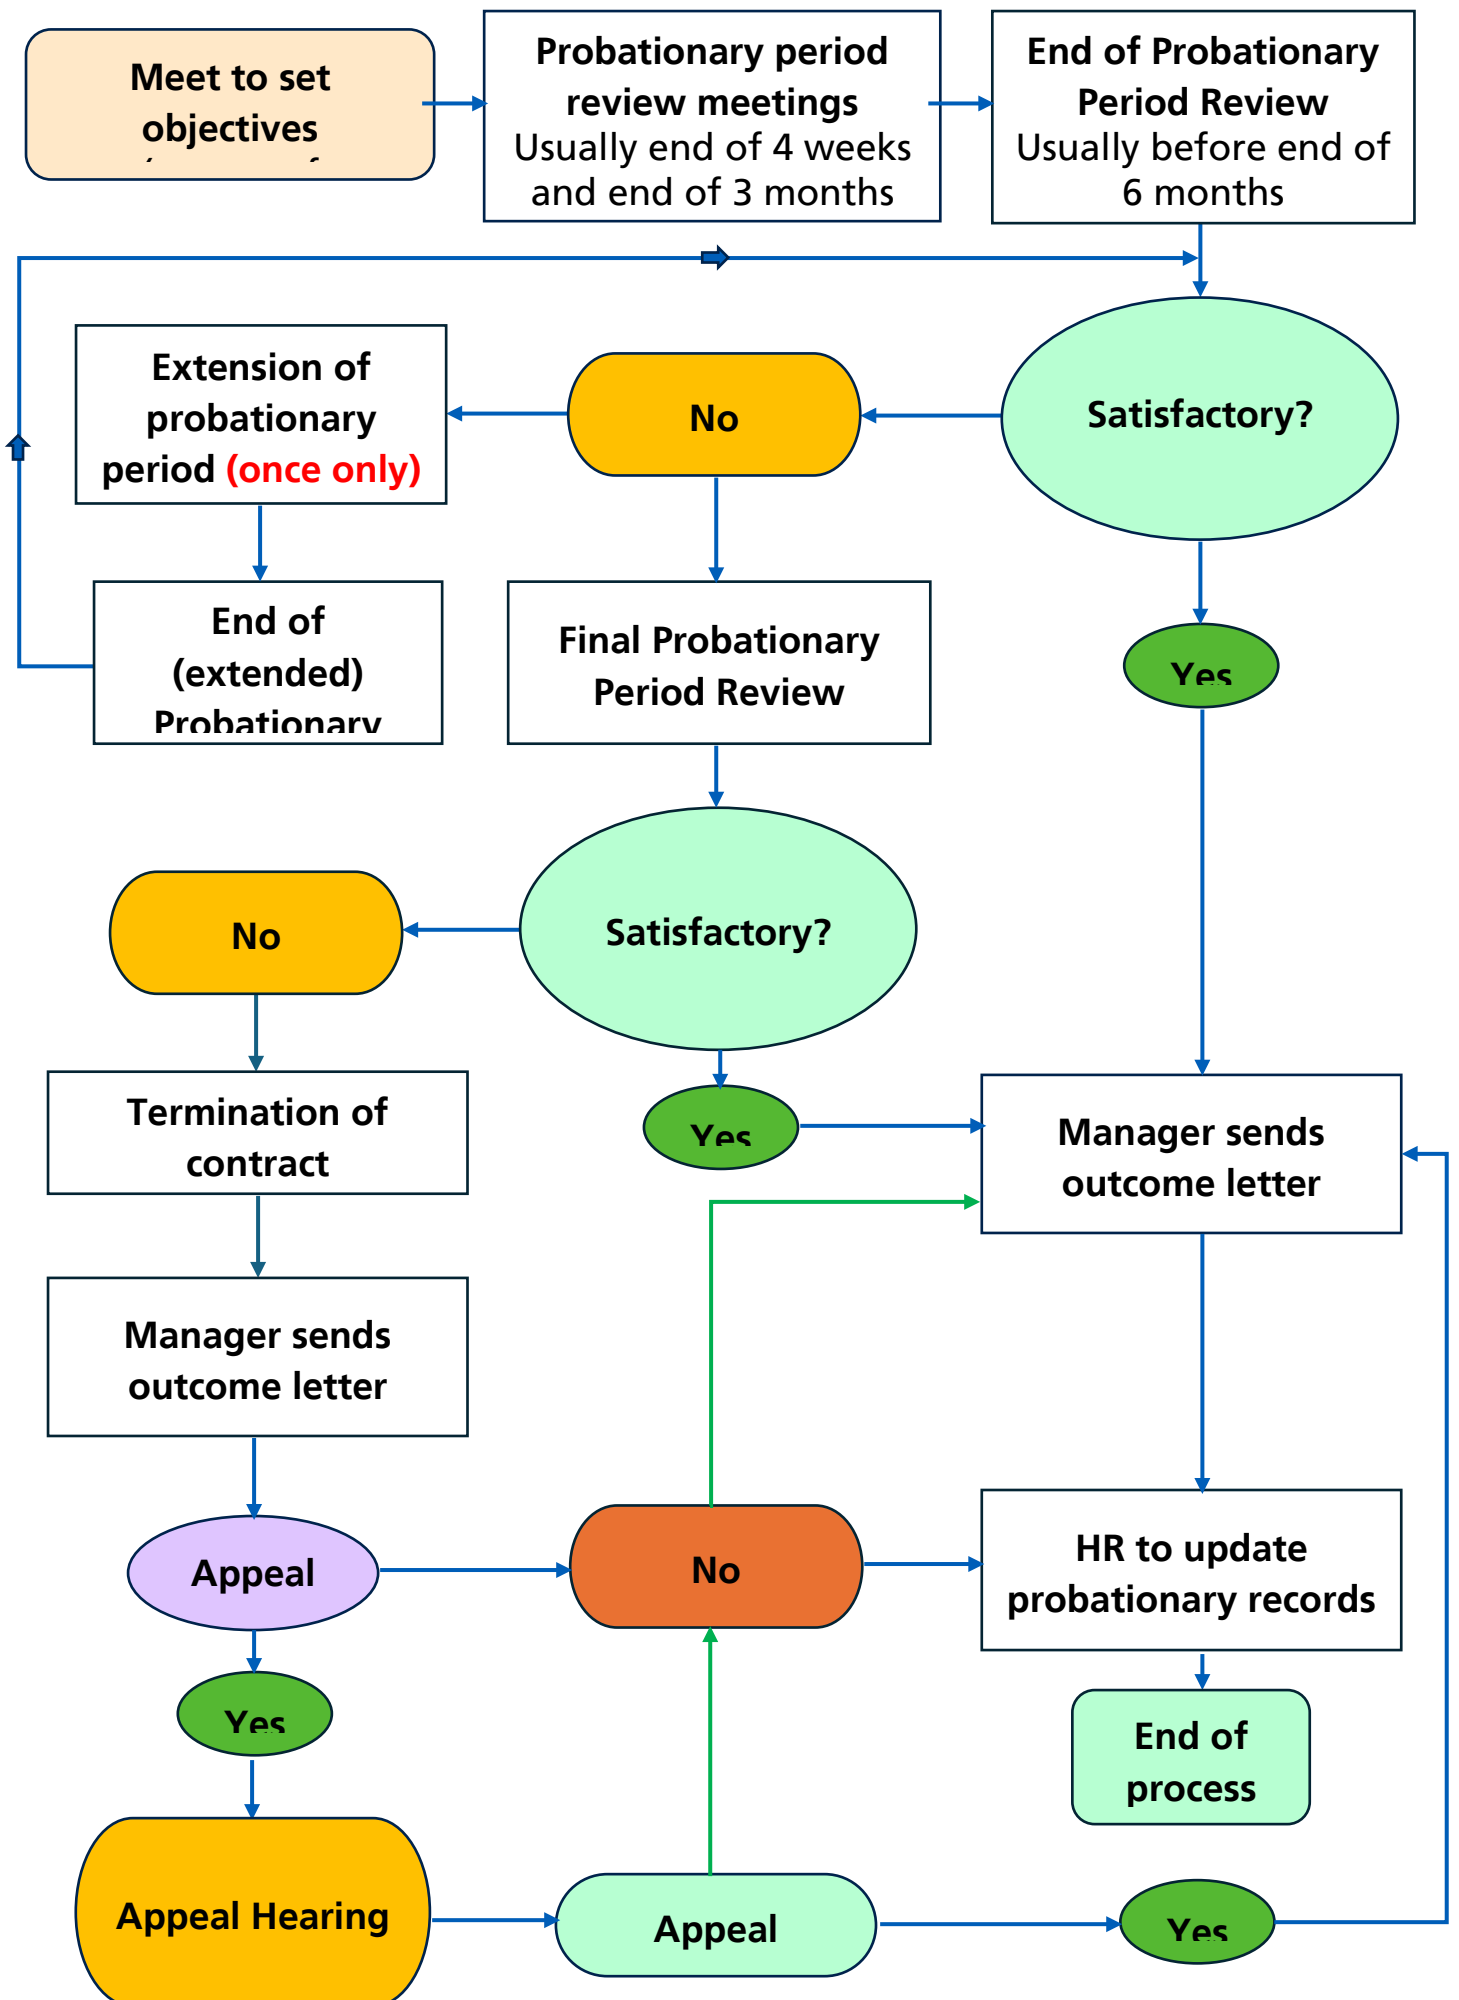 Meet to set
objectives
Probationary period
review meetings
Usually end of 4 weeks
and end of 3 months
End of Probationary
Period Review
Usually before end of
6 months
Extension of
probationary
period (once only)
No
Satisfactory?
End of
(extended)
Probationary
Final Probationary
Period Review
Yes
No
Satisfactory?
Termination of
contract
Yes
Manager sends
outcome letter
Manager sends
outcome letter
Appeal
No
HR to update
probationary records
Yes
End of
process
Appeal Hearing
Appeal
Yes